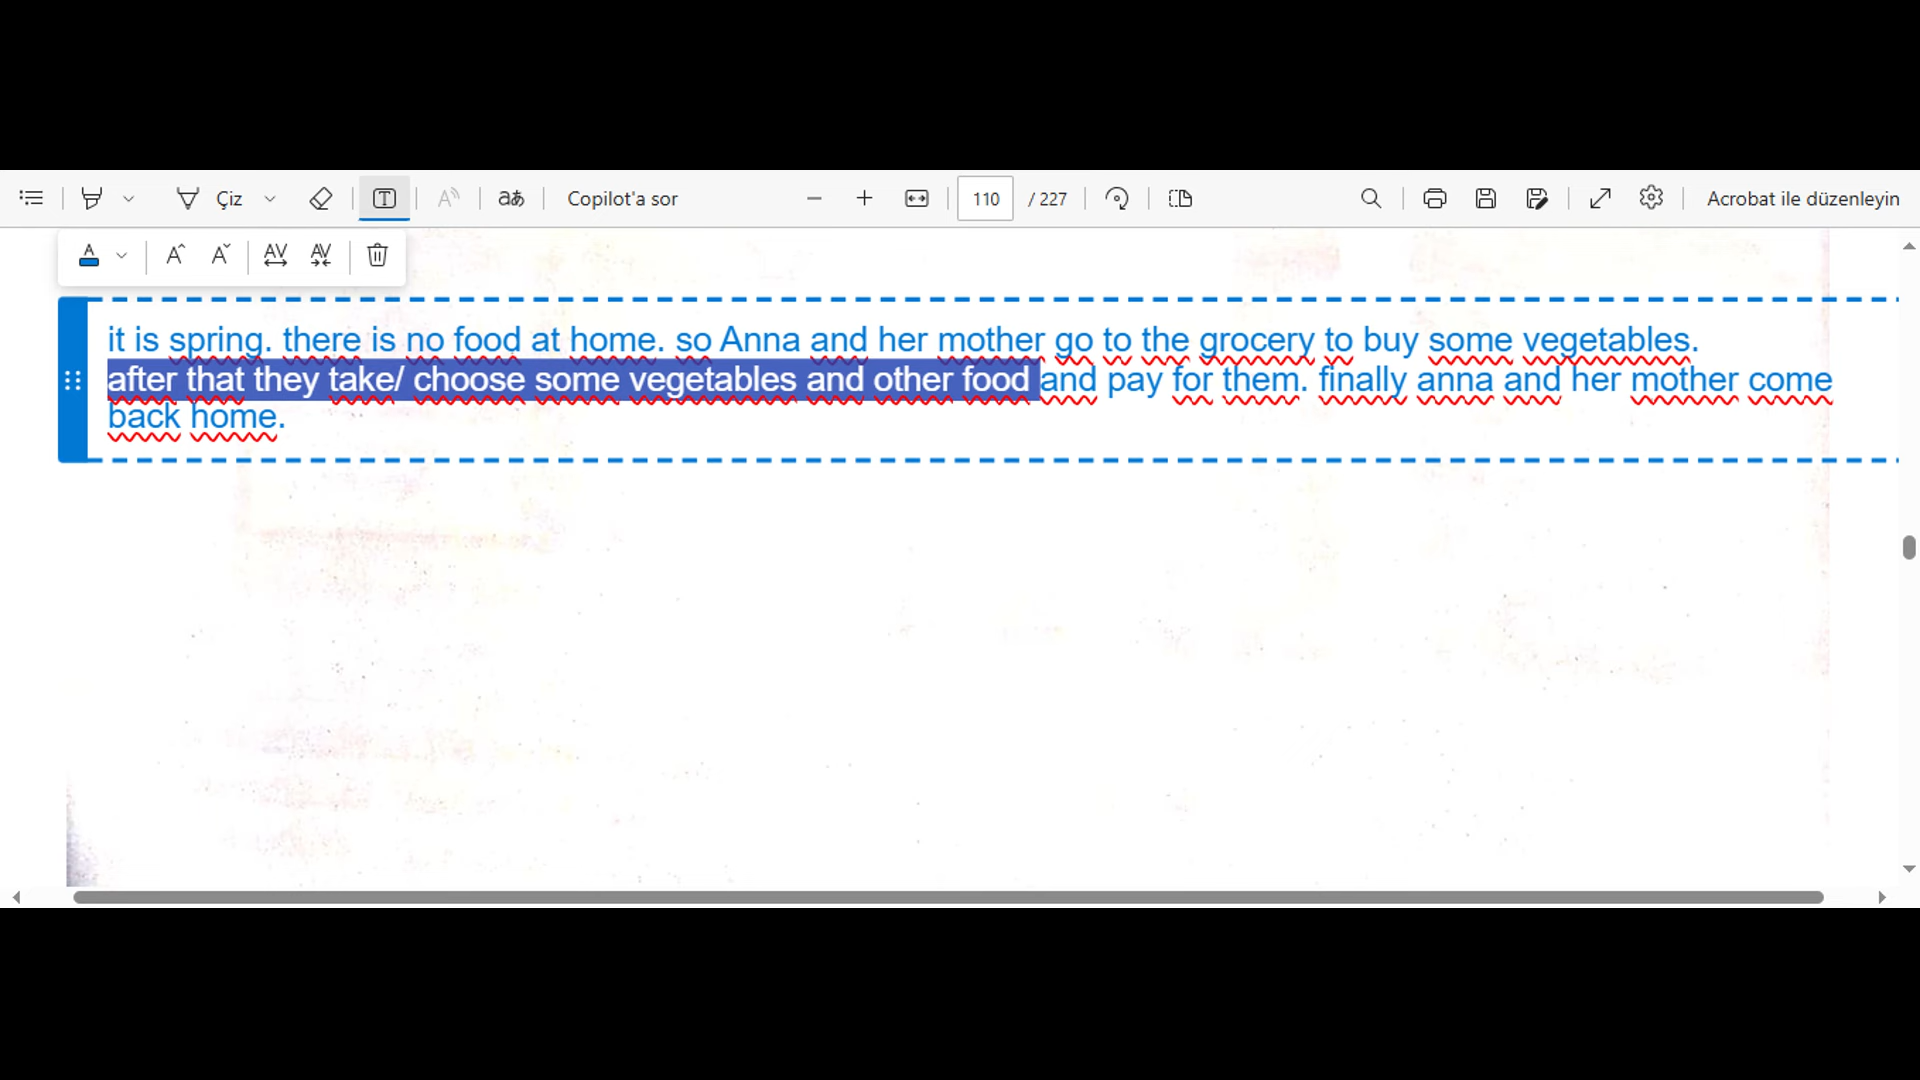 Çiz
aあ
Copilot'a sor
110 / 227
Acrobat ile düzenleyin
it is spring. there is no food at home. so Anna and her mother go to the grocery to buy some vegetables.
after that they take/ choose some vegetables and other food and pay for them. finally anna and her mother come
back home.